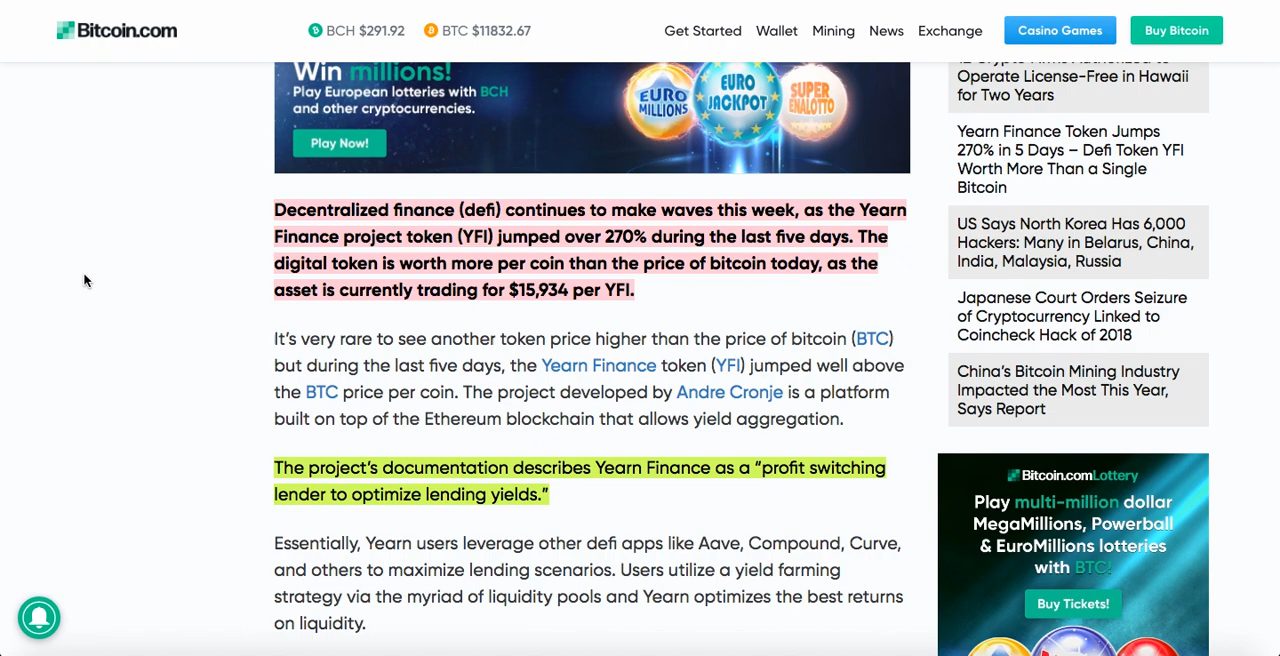 Bitcoin.com
BCH $291.92
BTC $11832.67
Get Started
Wallet
Mining
News
Exchange
Casino Games
Buy Bitcoin
Win millions!
Play European lotteries with BCH
and other cryptocurrencies.
Play Now!
EURO
MILLIONS
EURO
JACKPOT
SUPER
ENALOTTO
Decentralized finance (defi) continues to make waves this week, as the Yearn
Finance project token (YFI) jumped over 270% during the last five days. The
digital token is worth more per coin than the price of bitcoin today, as the
asset is currently trading for $15,934 per YFI.
It’s very rare to see another token price higher than the price of bitcoin (BTC)
but during the last five days, the Yearn Finance token (YFI) jumped well above
the BTC price per coin. The project developed by Andre Cronje is a platform
built on top of the Ethereum blockchain that allows yield aggregation.
The project’s documentation describes Yearn Finance as a “profit switching
lender to optimize lending yields.”
Essentially, Yearn users leverage other defi apps like Aave, Compound, Curve,
and others to maximize lending scenarios. Users utilize a yield farming
strategy via the myriad of liquidity pools and Yearn optimizes the best returns
on liquidity.
12 Crypto Firms Authorized to
Operate License-Free in Hawaii
for Two Years
Yearn Finance Token Jumps
270% in 5 Days – Defi Token YFI
Worth More Than a Single
Bitcoin
US Says North Korea Has 6,000
Hackers: Many in Belarus, China,
India, Malaysia, Russia
Japanese Court Orders Seizure
of Cryptocurrency Linked to
Coincheck Hack of 2018
China’s Bitcoin Mining Industry
Impacted the Most This Year,
Says Report
Bitcoin.comLottery
Play multi-million dollar
MegaMillions, Powerball
& EuroMillions lotteries
with BTC!
Buy Tickets!